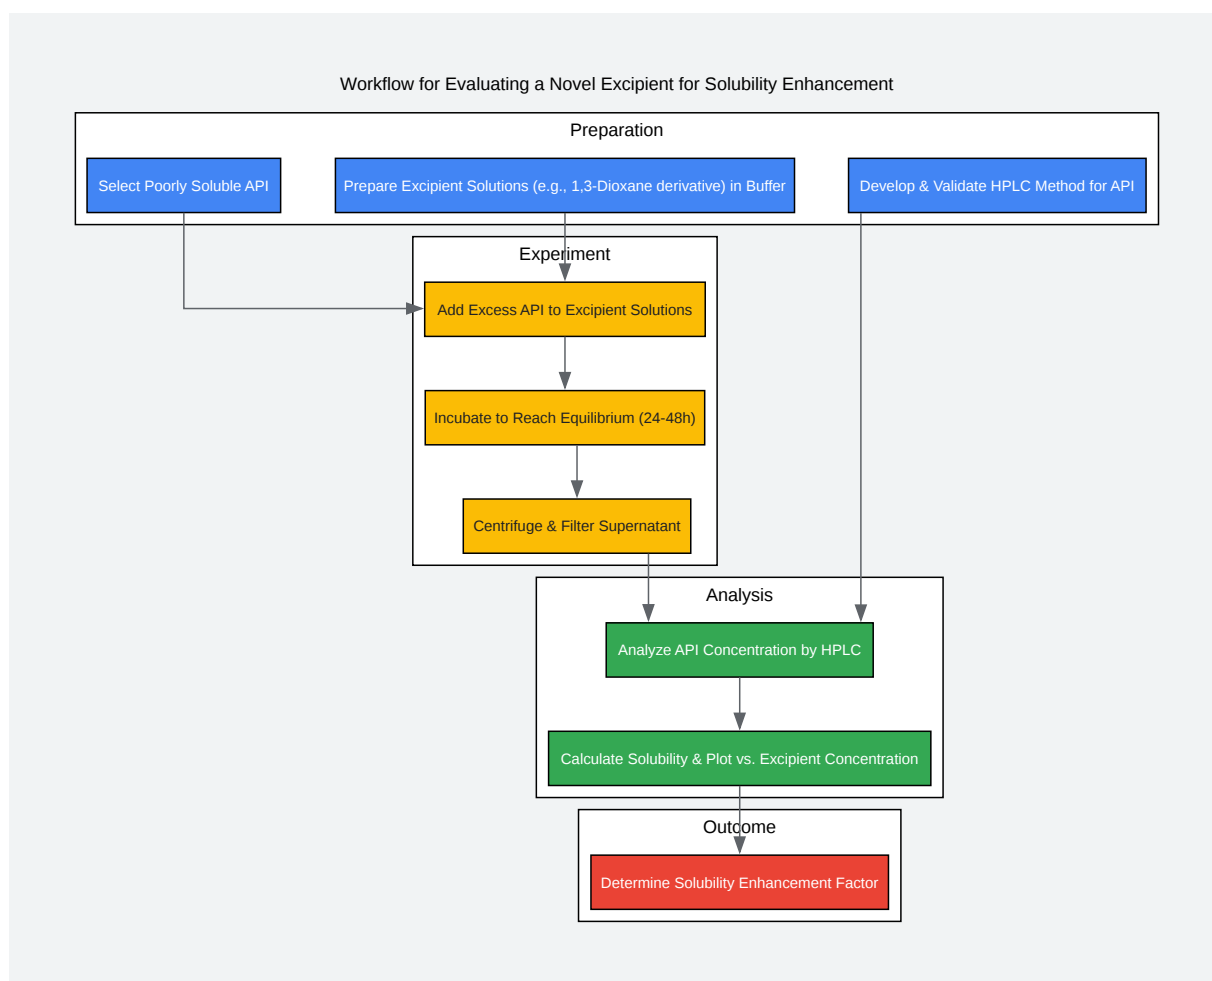 Workflow for Evaluating a Novel Excipient for Solubility Enhancement
Preparation
Select Poorly Soluble API
Prepare Excipient Solutions (e.g., 1,3-Dioxane derivative) in Buffer
Develop & Validate HPLC Method for API
Experiment
Add Excess API to Excipient Solutions
Incubate to Reach Equilibrium (24-48h)
Centrifuge & Filter Supernatant
Analysis
Analyze API Concentration by HPLC
Calculate Solubility & Plot vs. Excipient Concentration
Outcome
Determine Solubility Enhancement Factor